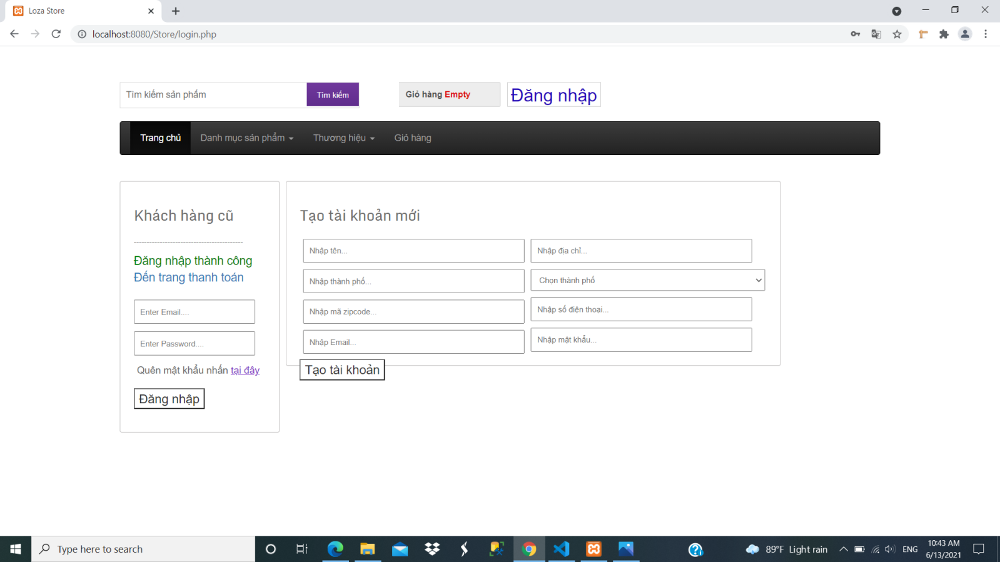 Loza Store
localhost:8080/Store/login.php
Tìm kiếm sản phẩm
Tìm kiếm
Giỏ hàng Empty
Đăng nhập
Trang chủ
Danh mục sản phẩm
Thương hiệu
Giỏ hàng
Khách hàng cũ
------------------------------------------
Đăng nhập thành công
Đến trang thanh toán
Enter Email....
Enter Password....
Quên mật khẩu nhấn tại đây
Đăng nhập
Tạo tài khoản mới
Nhập tên...
Nhập địa chỉ...
Nhập thành phố...
Chọn thành phố
Nhập mã zipcode...
Nhập số điện thoại...
Nhập Email...
Nhập mật khẩu...
Tạo tài khoản
Type here to search
89°F Light rain
ENG
10:43 AM
6/13/2021